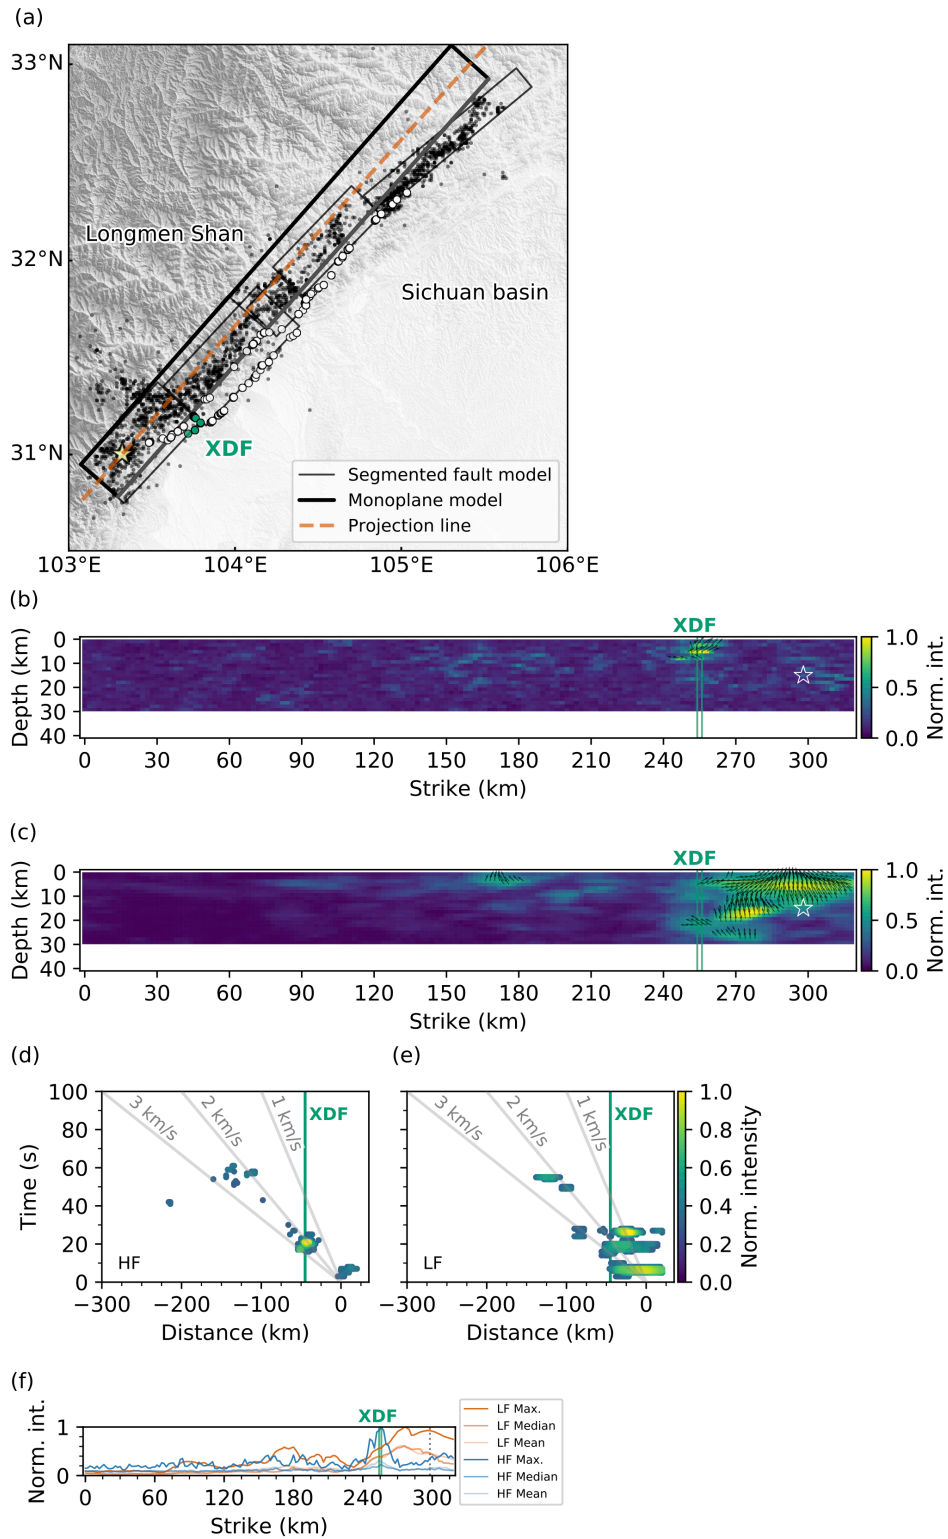 (a)
33°N
32°N
31°N
Longmen Shan
Sichuan basin
XDF
Segmented fault model
Monoplane model
Projection line
103°E 104°E 105°E 106°E
(b)
XDF
Depth (km)
0
10
20
30
40
0 30 60 90 120 150 180 210 240 270 300
Strike (km)
1.0
0.5
0.0
Norm. int.
(c)
XDF
Depth (km)
0
10
20
30
40
0 30 60 90 120 150 180 210 240 270 300
Strike (km)
1.0
0.5
0.0
Norm. int.
(d)
Time (s)
100
80
60
40
20
0
3 km/s
2 km/s
1 km/s
XDF
HF
−300 −200 −100 0
Distance (km)
(e)
3 km/s
2 km/s
1 km/s
XDF
LF
−300 −200 −100 0
Distance (km)
1.0
0.8
0.6
0.4
0.2
0.0
Norm. intensity
(f)
XDF
Norm. int.
1
0
0 60 120 180 240 300
Strike (km)
LF Max.
LF Median
LF Mean
HF Max.
HF Median
HF Mean